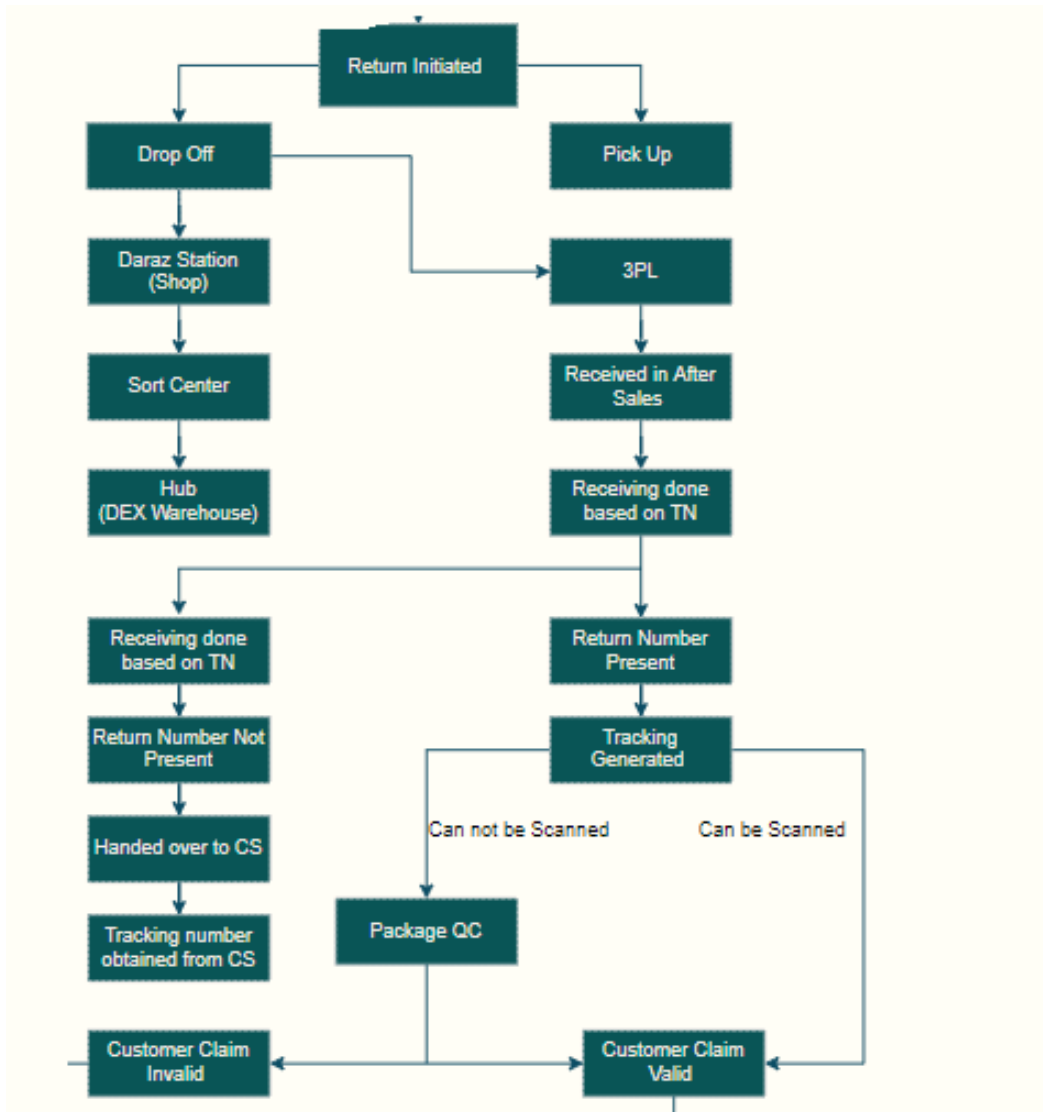 Return Initiated
Drop Off
Pick Up
Daraz Station
(Shop)
3PL
Sort Center
Received in After
Sales
Hub
(DEX Warehouse)
Receiving done
based on TN
Receiving done
based on TN
Return Number
Present
Return Number Not
Present
Tracking
Generated
Can not be Scanned
Can be Scanned
Handed over to CS
Package QC
Tracking number
obtained from CS
Customer Claim
Invalid
Customer Claim
Valid